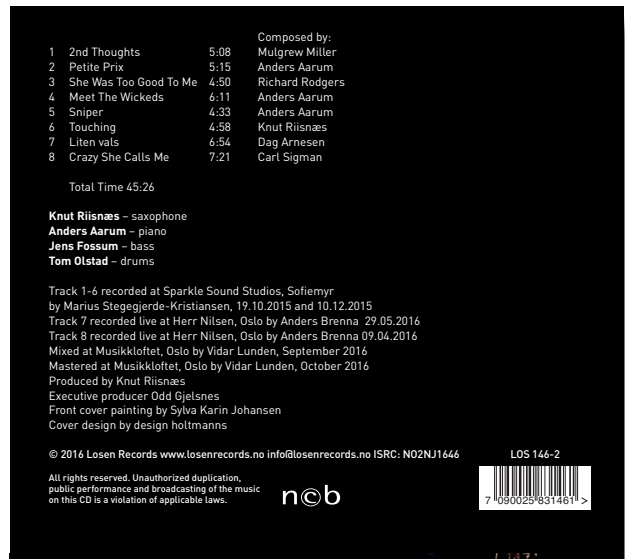 Composed by:
1 2nd Thoughts 5:08 Mulgrew Miller
2 Petite Prix 5:15 Anders Aarum
3 She Was Too Good To Me 4:50 Richard Rodgers
4 Meet The Wickeds 6:11 Anders Aarum
5 Sniper 4:33 Anders Aarum
6 Touching 4:58 Knut Riisnæs
7 Liten vals 6:54 Dag Arnesen
8 Crazy She Calls Me 7:21 Carl Sigman
Total Time 45:26
Knut Riisnæs – saxophone
Anders Aarum – piano
Jens Fossum – bass
Tom Olstad – drums
Track 1-6 recorded at Sparkle Sound Studios, Sofiemyr
by Marius Stegegjerde-Kristiansen, 19.10.2015 and 10.12.2015
Track 7 recorded live at Herr Nilsen, Oslo by Anders Brenna 29.05.2016
Track 8 recorded live at Herr Nilsen, Oslo by Anders Brenna 09.04.2016
Mixed at Musikkloftet, Oslo by Vidar Lunden, September 2016
Mastered at Musikkloftet, Oslo by Vidar Lunden, October 2016
Produced by Knut Riisnæs
Executive producer Odd Gjelsnes
Front cover painting by Sylva Karin Johansen
Cover design by design holtmanns
© 2016 Losen Records www.losenrecords.no info@losenrecords.no ISRC: NO2NJ1646 LOS 146-2
All rights reserved. Unauthorized duplication,
public performance and broadcasting of the music
on this CD is a violation of applicable laws.
n©b
7 090025 831461 >